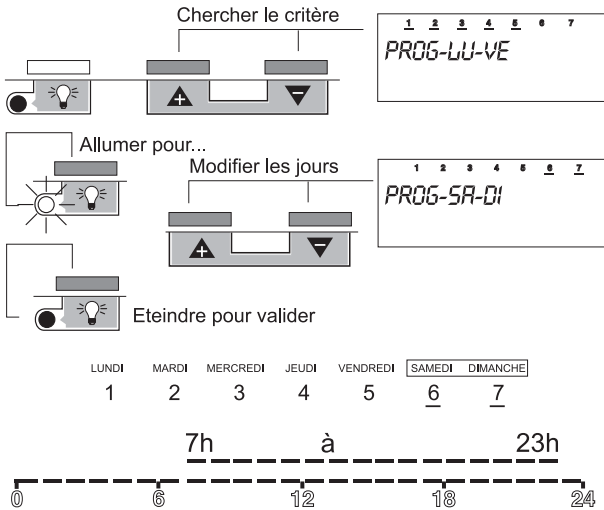 Chercher le critère
1 2 3 4 5 6 7
PROG-LU-VE
Allumer pour...
Modifier les jours
1 2 3 4 5 6 7
PROG-SA-DI
Eteindre pour valider
LUNDI MARDI MERCREDI JEUDI VENDREDI SAMEDI DIMANCHE
1 2 3 4 5 6 7
7h à 23h
0 6 12 18 24